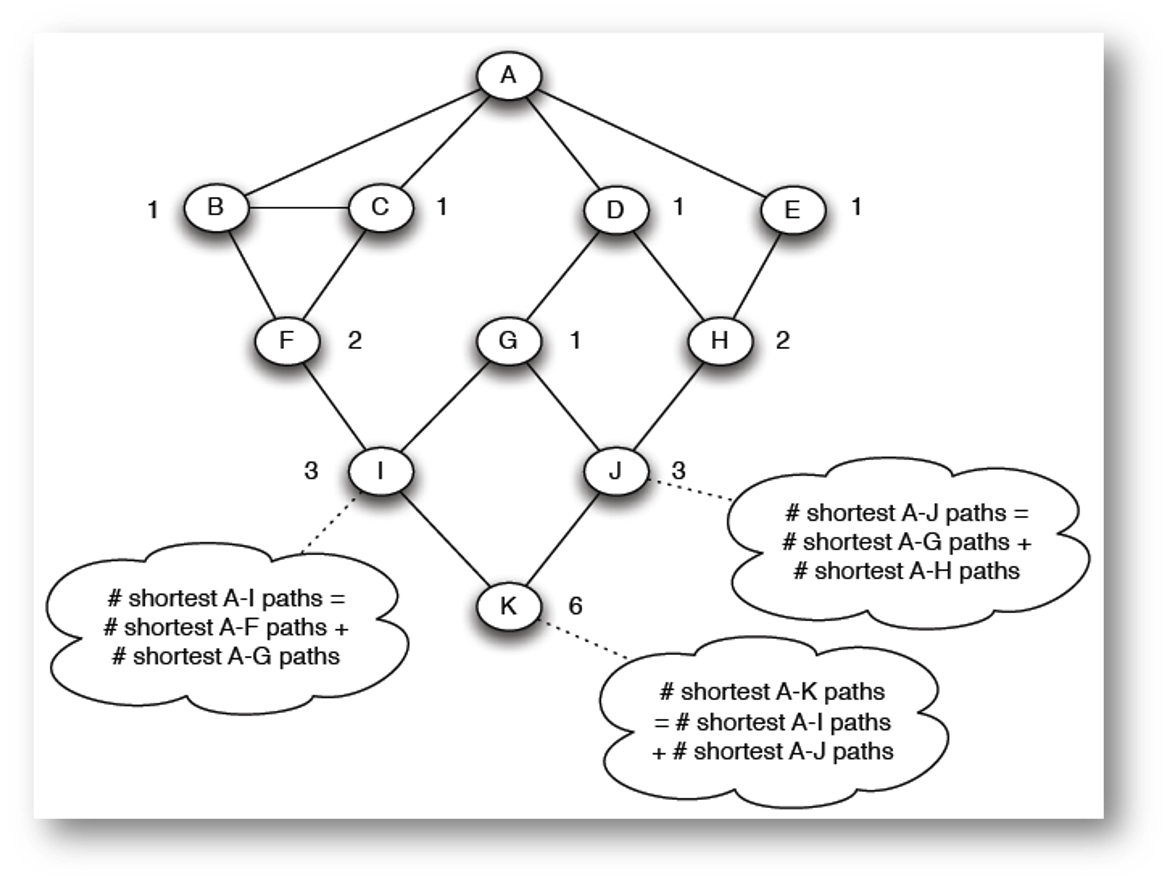 A
1 B C 1 D 1 E 1
F 2 G 1 H 2
3 I J 3
# shortest A-J paths =
# shortest A-G paths +
# shortest A-H paths
# shortest A-I paths =
# shortest A-F paths +
# shortest A-G paths
K 6
# shortest A-K paths
= # shortest A-I paths
+ # shortest A-J paths